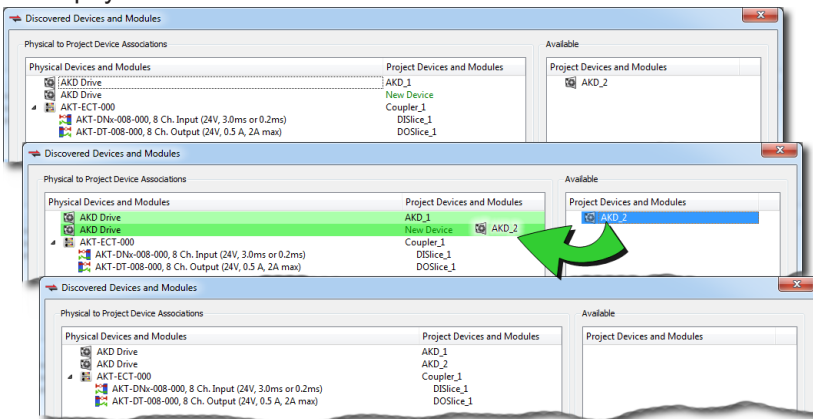 Discovered Devices and Modules
Physical to Project Device Associations Available
Physical Devices and Modules Project Devices and Modules Project Devices and Modules
AKD Drive AKD_1 AKD_2
AKD Drive New Device
AKT-ECT-000 Coupler_1
AKT-DNx-008-000, 8 Ch. Input (24V, 3.0ms or 0.2ms) DISlice_1
AKT-DT-008-000, 8 Ch. Output (24V, 0.5 A, 2A max) DOSlice_1
Discovered Devices and Modules
Physical to Project Device Associations Available
Physical Devices and Modules Project Devices and Modules Project Devices and Modules
AKD Drive AKD_1 AKD_2
AKD Drive New Device AKD_2
AKT-ECT-000 Coupler_1
AKT-DNx-008-000, 8 Ch. Input (24V, 3.0ms or 0.2ms) DISlice_1
AKT-DT-008-000, 8 Ch. Output (24V, 0.5 A, 2A max) DOSlice_1
Discovered Devices and Modules
Physical to Project Device Associations Available
Physical Devices and Modules Project Devices and Modules Project Devices and Modules
AKD Drive AKD_1
AKD Drive AKD_2
AKT-ECT-000 Coupler_1
AKT-DNx-008-000, 8 Ch. Input (24V, 3.0ms or 0.2ms) DISlice_1
AKT-DT-008-000, 8 Ch. Output (24V, 0.5 A, 2A max) DOSlice_1